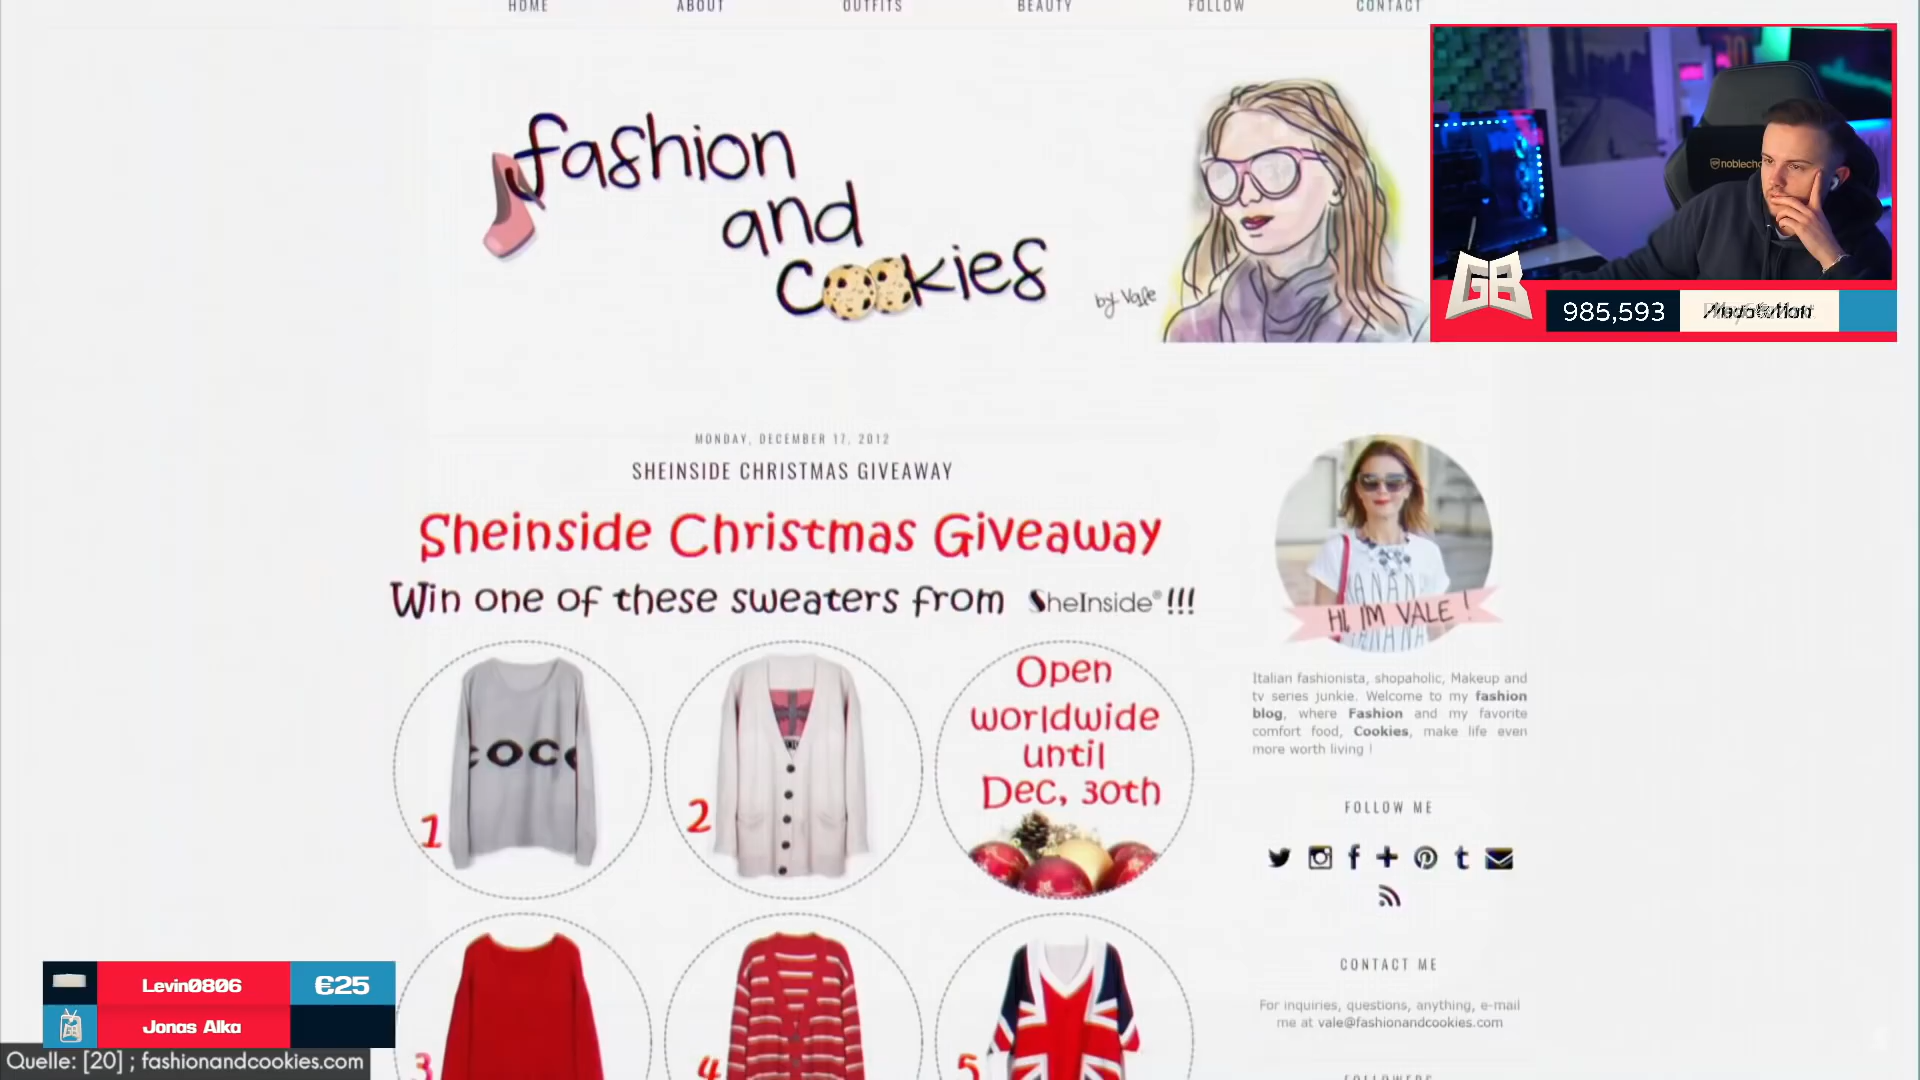 HOME ABOUT OUTFITS BEAUTY FOLLOW CONTACT
fashion
and
cookies
by Vale
noblecha
GB
985,593
MONDAY, DECEMBER 17, 2012
SHEINSIDE CHRISTMAS GIVEAWAY
Sheinside Christmas Giveaway
Win one of these sweaters from SheInside®!!!
COCO
1
2
Open
worldwide
until
Dec, 30th
3
4
5
HI, I'M VALE !
Italian fashionista, shopaholic, Makeup and
tv series junkie. Welcome to my fashion
blog, where Fashion and my favorite
comfort food, Cookies, make life even
more worth living !
FOLLOW ME
CONTACT ME
For inquiries, questions, anything, e-mail
me at vale@fashionandcookies.com
FOLLOWERS
Levin0806 €25
Jonas Alka
Quelle: [20] ; fashionandcookies.com